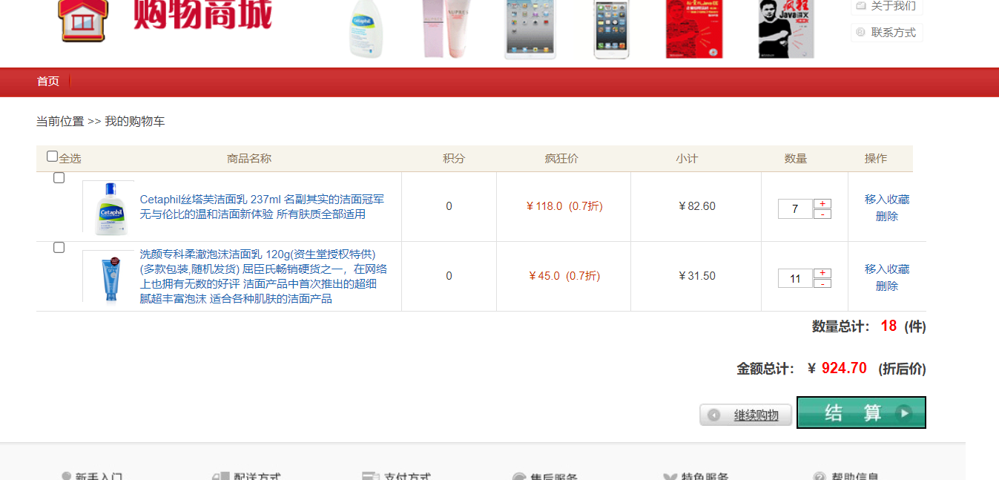 购物商城
Cetaphil
SUPREE
疯狂
Java讲义
关于我们
联系方式
首页
当前位置 >> 我的购物车
全选 商品名称 积分 疯狂价 小计 数量 操作
Cetaphil
Cetaphil丝塔芙洁面乳 237ml 名副其实的洁面冠军
无与伦比的温和洁面新体验 所有肤质全部适用
0 ¥ 118.0 (0.7折) ¥ 82.60 7 + - 移入收藏
删除
洗颜专科柔澈泡沫洁面乳 120g(资生堂授权特供)
(多款包装,随机发货) 屈臣氏畅销硬货之一，在网络
上也拥有无数的好评 洁面产品中首次推出的超细
腻超丰富泡沫 适合各种肌肤的洁面产品
0 ¥ 45.0 (0.7折) ¥ 31.50 11 + - 移入收藏
删除
数量总计： 18 (件)
金额总计： ¥ 924.70 (折后价)
继续购物 结 算
新手入门 配送方式 支付方式 售后服务 特色服务 帮助信息